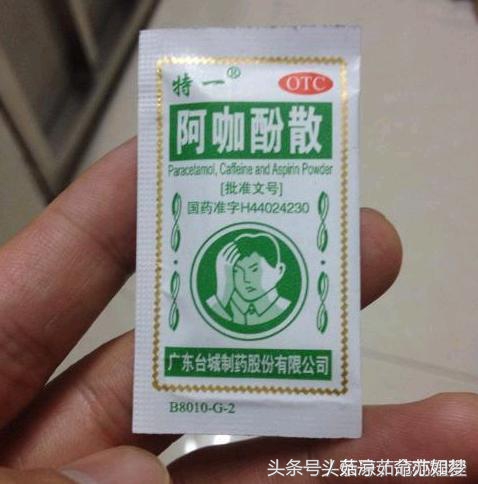 特一®
OTC
阿咖酚散
Paracetamol, Caffeine and Aspirin Powder
[批准文号]
国药准字H44024230
广东台城制药股份有限公司
B8010-G-2
头条号